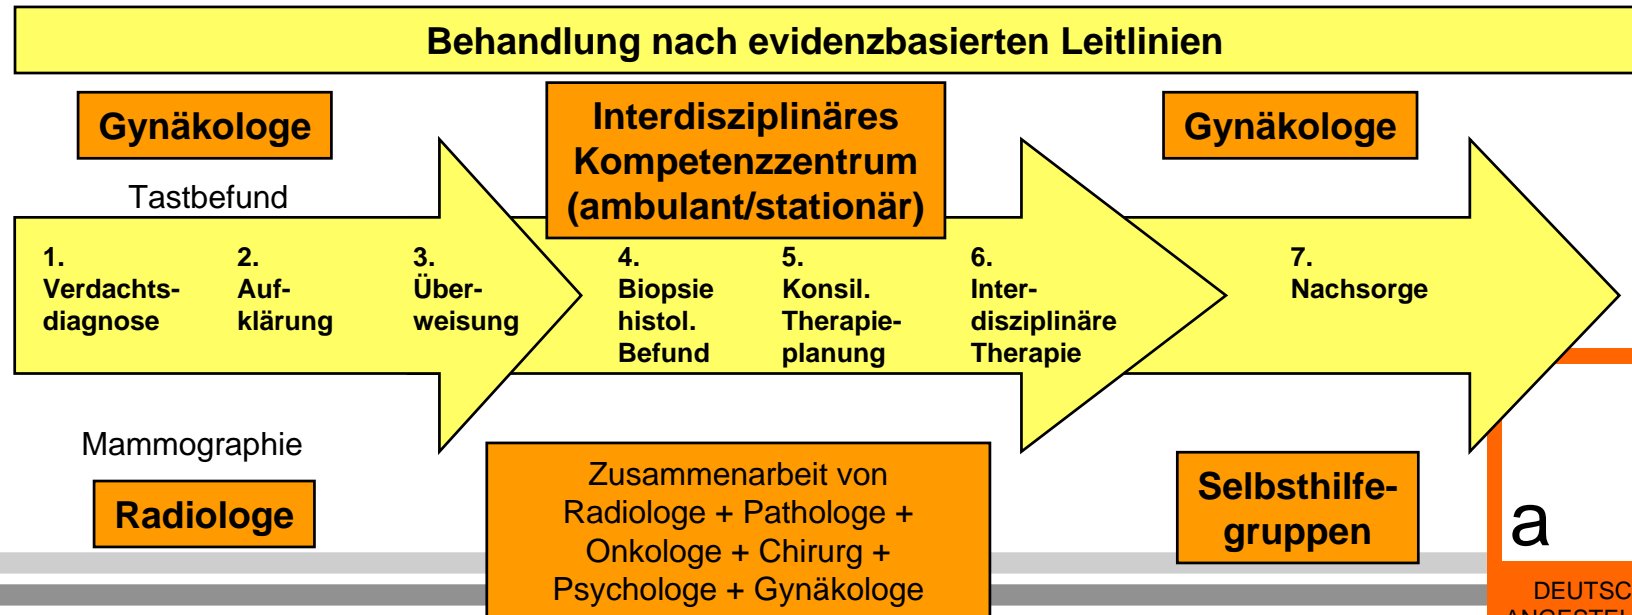 Behandlung nach evidenzbasierten Leitlinien
Gynäkologe
Interdisziplinäres
Kompetenzzentrum
(ambulant/stationär)
Gynäkologe
Tastbefund
1.
Verdachts-
diagnose
2.
Auf-
klärung
3.
Über-
weisung
4.
Biopsie
histol.
Befund
5.
Konsil.
Therapie-
planung
6.
Inter-
disziplinäre
Therapie
7.
Nachsorge
Mammographie
Radiologe
Zusammenarbeit von
Radiologe + Pathologe +
Onkologe + Chirurg +
Psychologe + Gynäkologe
Selbsthilfe-
gruppen
a
DEUTSC